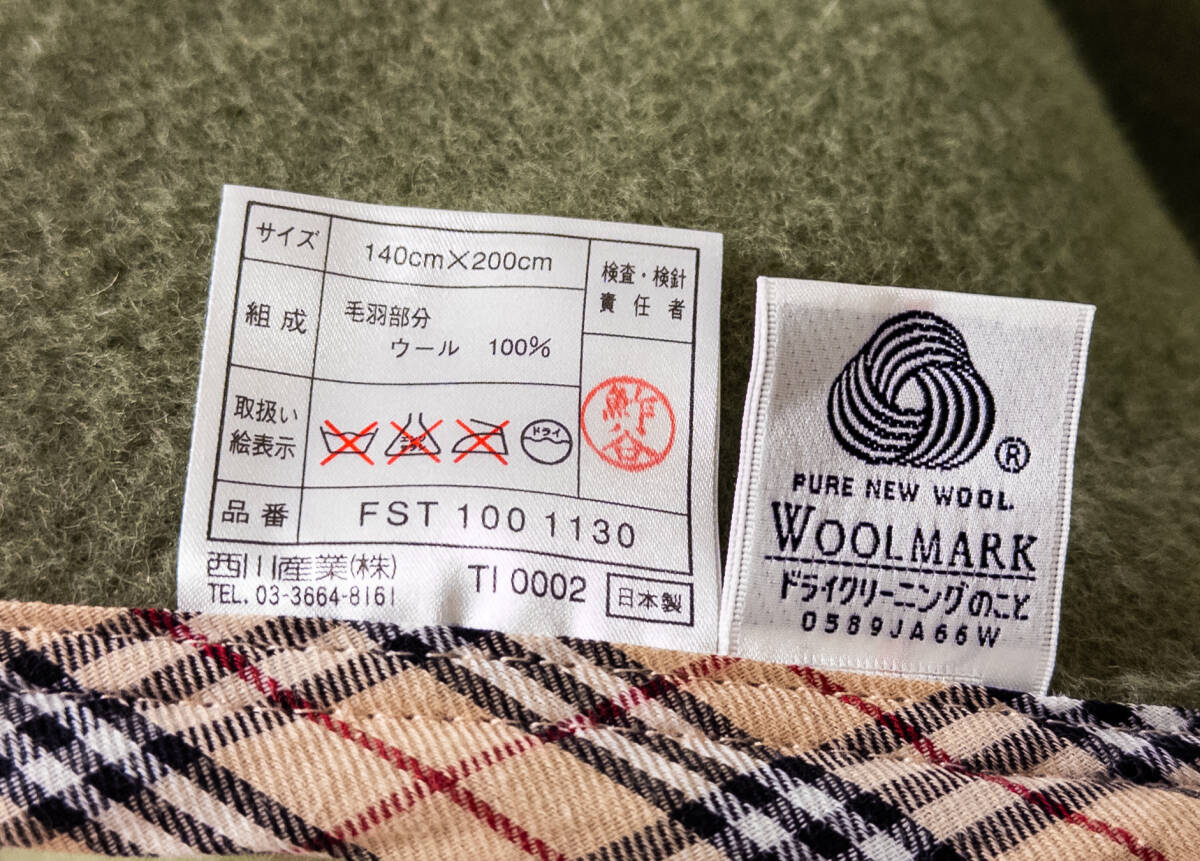 サイズ
140cm×200cm
検査・検針
責任者
組成
毛羽部分
ウール 100%
取扱い
絵表示
ドライ
鮓谷
品番
FST 100 1130
西川産業(株)
TEL. 03-3664-8161
TI 0002
日本製
®
PURE NEW WOOL
WOOLMARK
ドライクリーニングのこと
0589JA66W